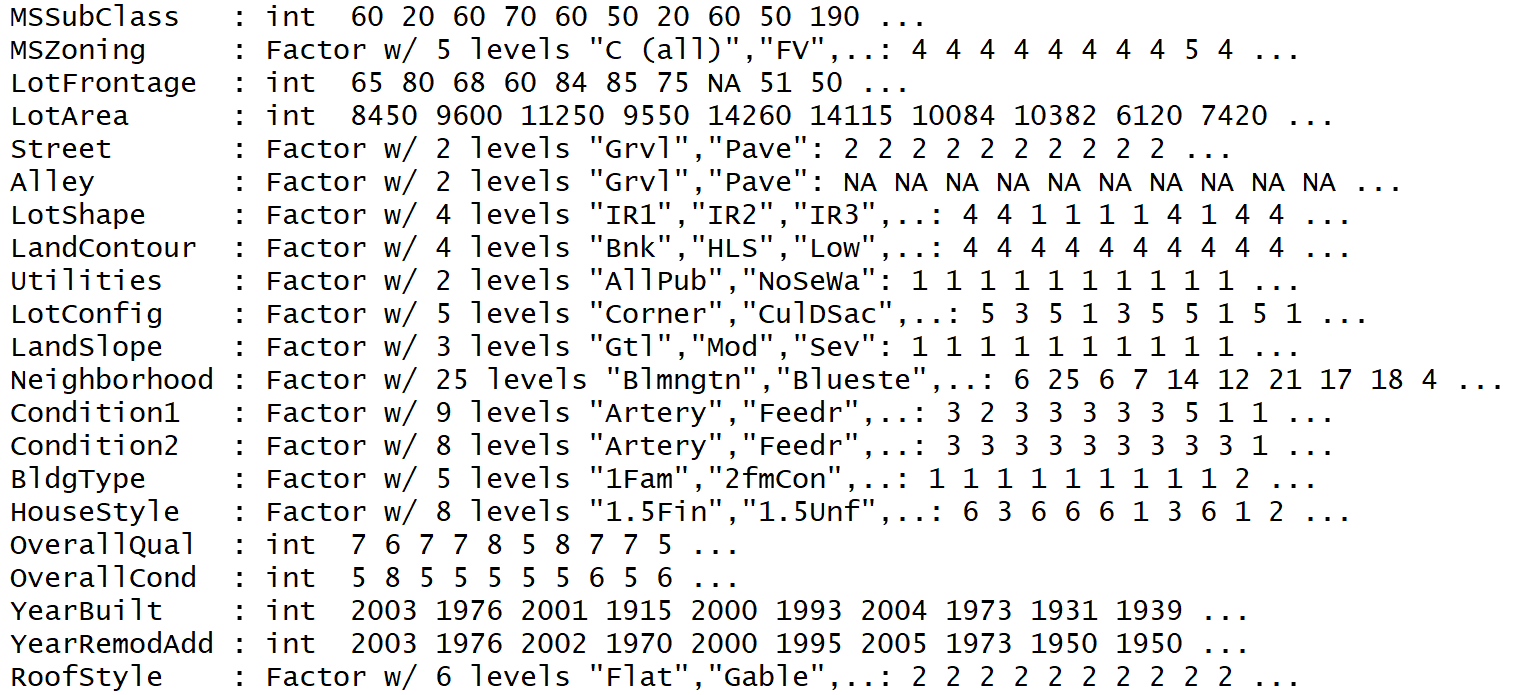 MSSubClass : int 60 20 60 70 60 50 20 60 50 190 ...
MSZoning : Factor w/ 5 levels "C (all)","FV",..: 4 4 4 4 4 4 4 4 5 4 ...
LotFrontage : int 65 80 68 60 84 85 75 NA 51 50 ...
LotArea : int 8450 9600 11250 9550 14260 14115 10084 10382 6120 7420 ...
Street : Factor w/ 2 levels "Grvl","Pave": 2 2 2 2 2 2 2 2 2 2 ...
Alley : Factor w/ 2 levels "Grvl","Pave": NA NA NA NA NA NA NA NA NA NA ...
LotShape : Factor w/ 4 levels "IR1","IR2","IR3",..: 4 4 1 1 1 1 4 1 4 4 ...
LandContour : Factor w/ 4 levels "Bnk","HLS","Low",..: 4 4 4 4 4 4 4 4 4 4 ...
Utilities : Factor w/ 2 levels "AllPub","NoSeWa": 1 1 1 1 1 1 1 1 1 1 ...
LotConfig : Factor w/ 5 levels "Corner","CulDSac",..: 5 3 5 1 3 5 5 1 5 1 ...
LandSlope : Factor w/ 3 levels "Gtl","Mod","Sev": 1 1 1 1 1 1 1 1 1 1 ...
Neighborhood : Factor w/ 25 levels "Blmngtn","Blueste",..: 6 25 6 7 14 12 21 17 18 4 ...
Condition1 : Factor w/ 9 levels "Artery","Feedr",..: 3 2 3 3 3 3 3 5 1 1 ...
Condition2 : Factor w/ 8 levels "Artery","Feedr",..: 3 3 3 3 3 3 3 3 3 1 ...
BldgType : Factor w/ 5 levels "1Fam","2fmCon",..: 1 1 1 1 1 1 1 1 1 2 ...
HouseStyle : Factor w/ 8 levels "1.5Fin","1.5Unf",..: 6 3 6 6 6 1 3 6 1 2 ...
OverallQual : int 7 6 7 7 8 5 8 7 7 5 ...
OverallCond : int 5 8 5 5 5 5 5 6 5 6 ...
YearBuilt : int 2003 1976 2001 1915 2000 1993 2004 1973 1931 1939 ...
YearRemodAdd : int 2003 1976 2002 1970 2000 1995 2005 1973 1950 1950 ...
RoofStyle : Factor w/ 6 levels "Flat","Gable",..: 2 2 2 2 2 2 2 2 2 2 ...